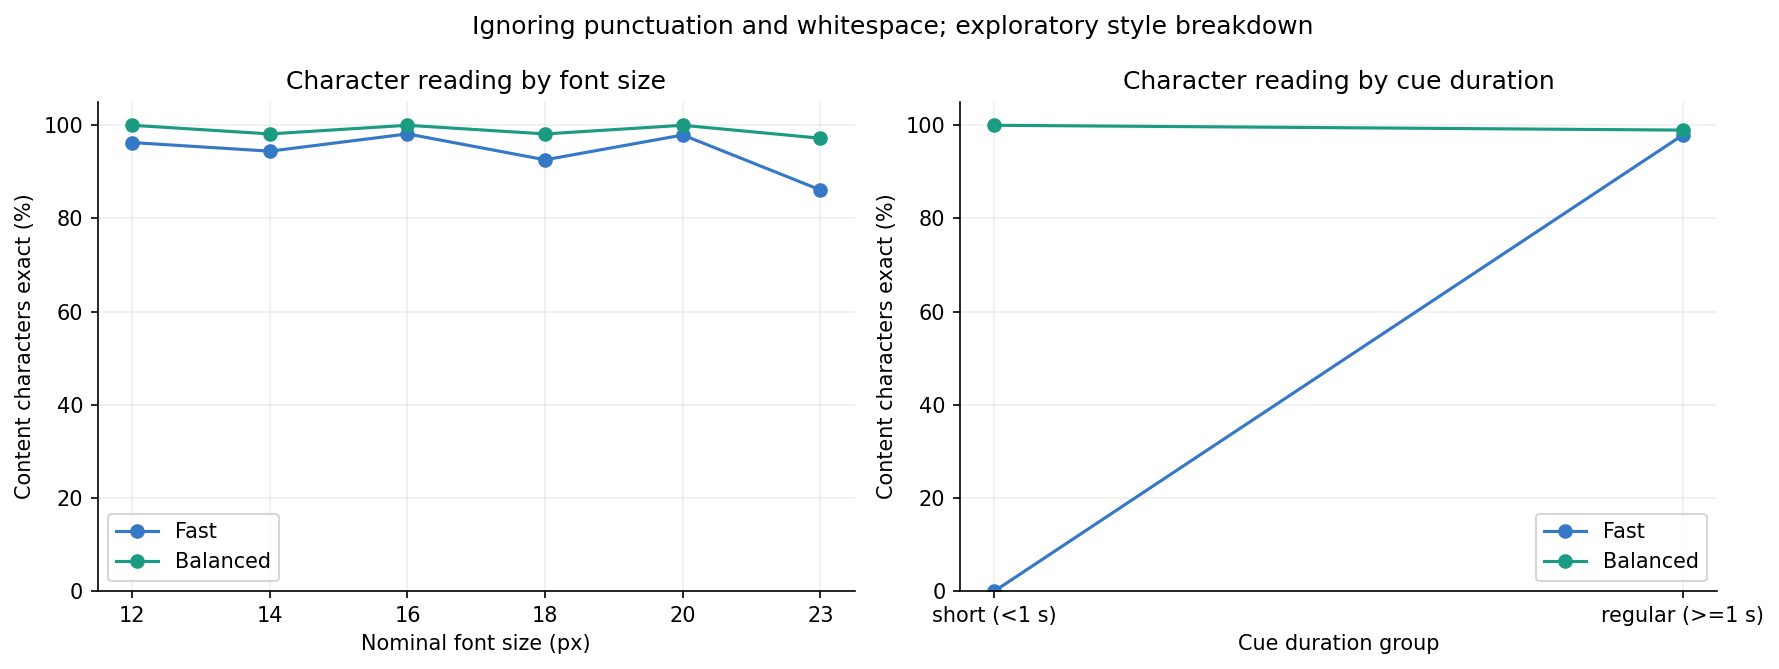 Ignoring punctuation and whitespace; exploratory style breakdown
Character reading by font size
Content characters exact (%)
100
80
60
40
20
0
Fast
Balanced
12 14 16 18 20 23
Nominal font size (px)
Character reading by cue duration
Content characters exact (%)
100
80
60
40
20
0
Fast
Balanced
short (<1 s) regular (>=1 s)
Cue duration group